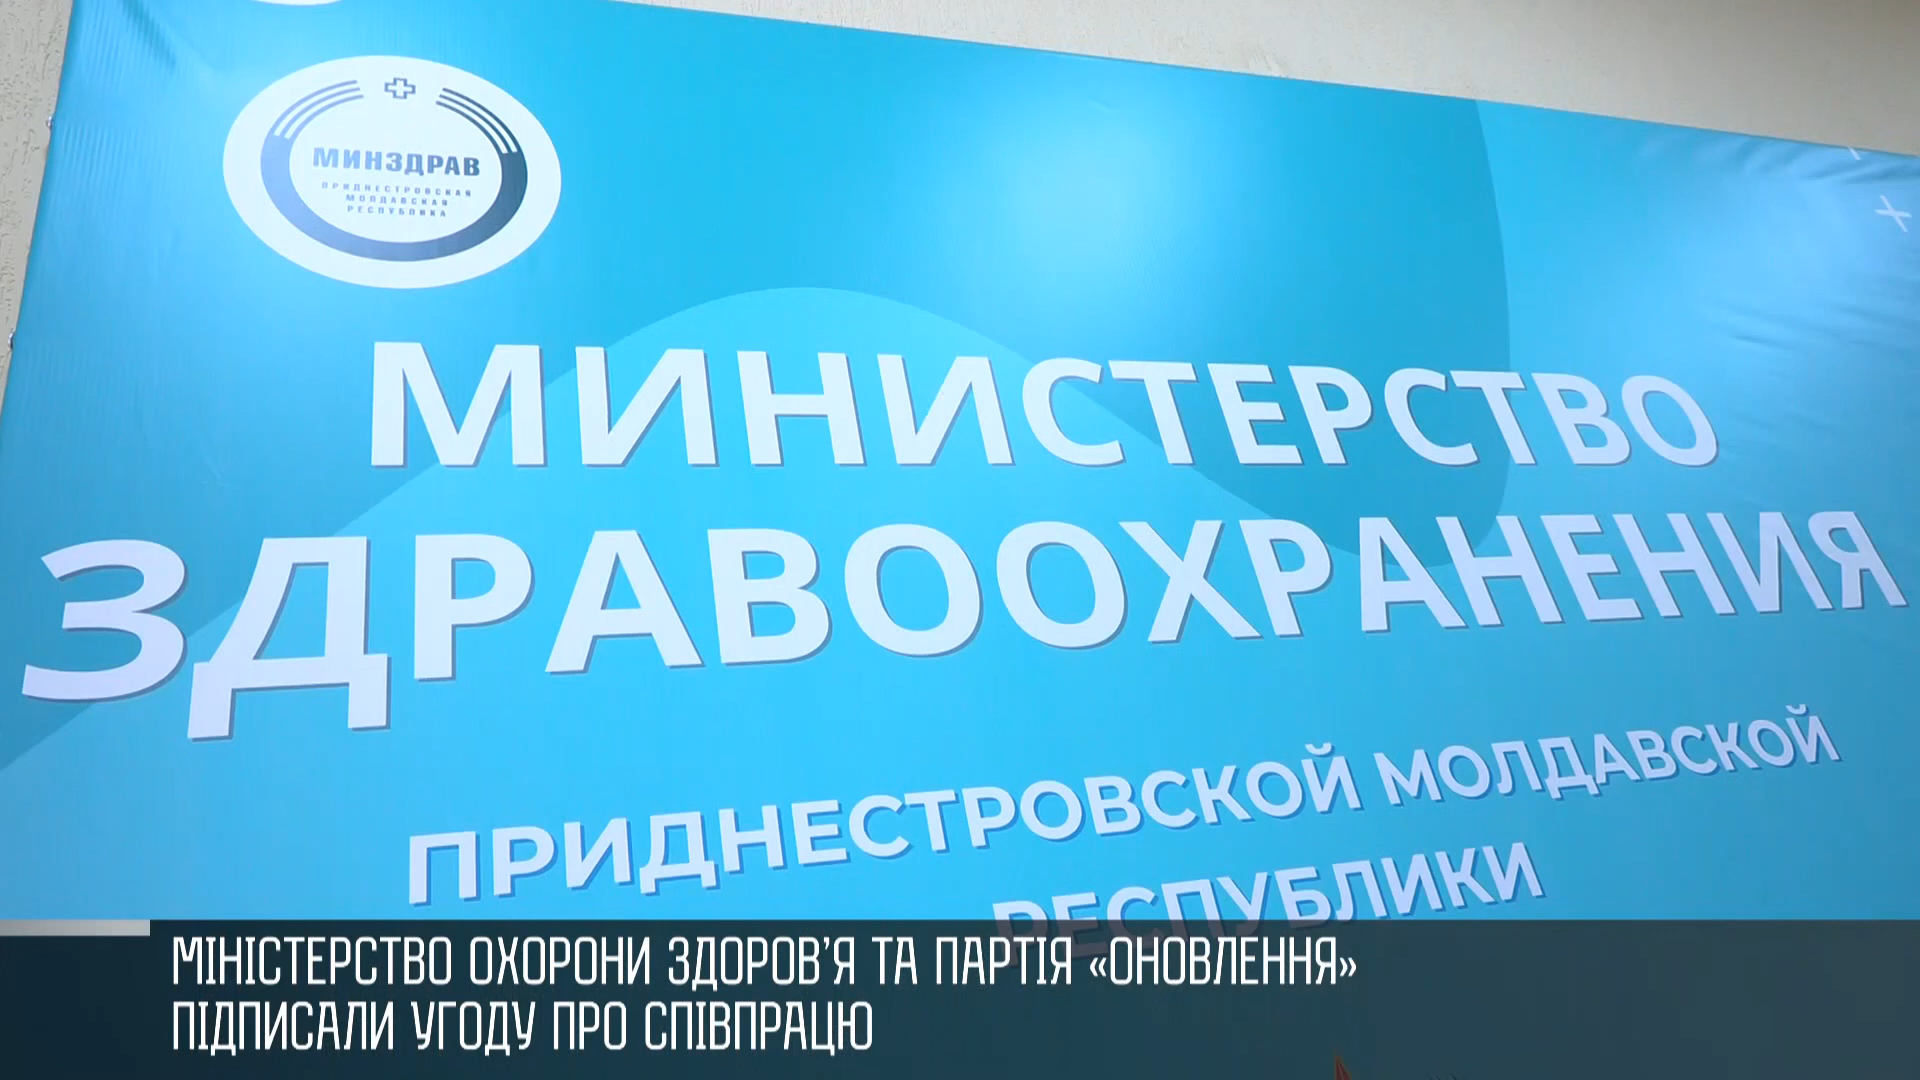 МИНЗДРАВ
ПРИДНЕСТРОВСКАЯ
МОЛДАВСКАЯ
РЕСПУБЛИКА
МИНИСТЕРСТВО
ЗДРАВООХРАНЕНИЯ
ПРИДНЕСТРОВСКОЙ МОЛДАВСКОЙ
РЕСПУБЛИКИ
МІНІСТЕРСТВО ОХОРОНИ ЗДОРОВ'Я ТА ПАРТІЯ «ОНОВЛЕННЯ»
ПІДПИСАЛИ УГОДУ ПРО СПІВПРАЦЮ